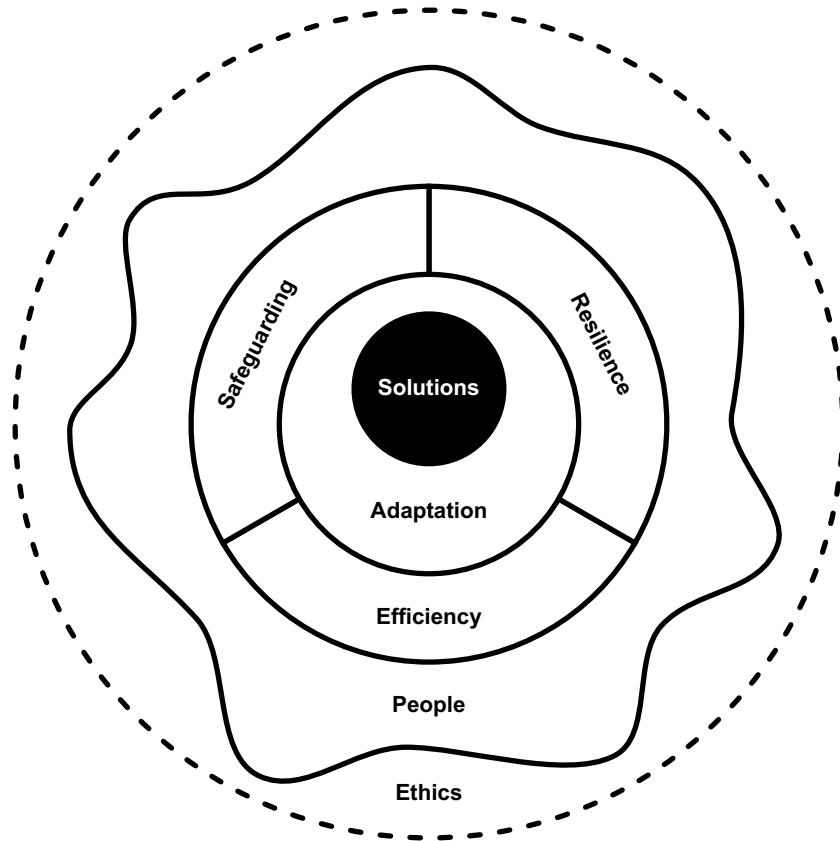 Safeguarding
Resilience
Solutions
Adaptation
Efficiency
People
Ethics